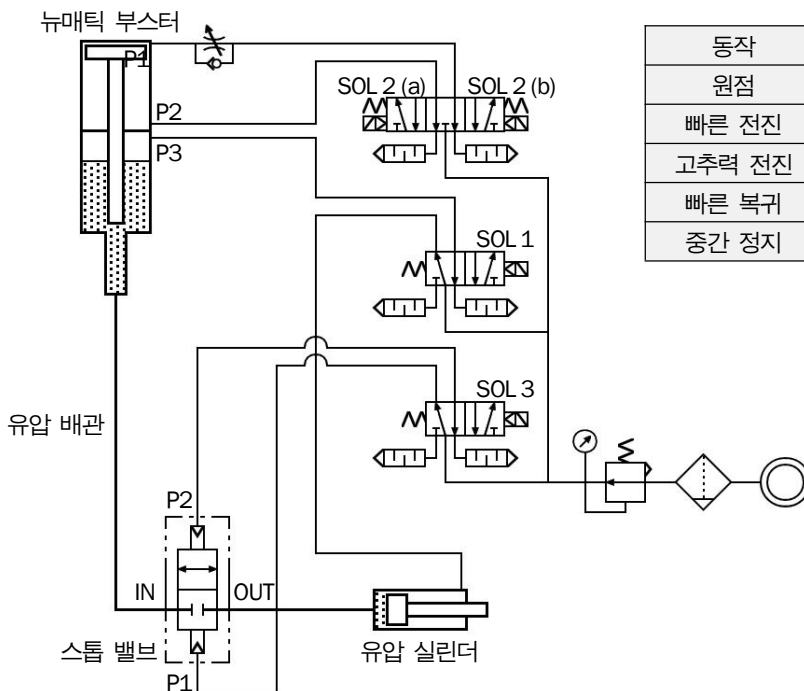 뉴매틱 부스터
P1
P2
P3
SOL 2 (a)
SOL 2 (b)
SOL 1
SOL 3
유압 배관
P2
IN
OUT
스톱 밸브
P1
유압 실린더
동작
원점
빠른 전진
고추력 전진
빠른 복귀
중간 정지